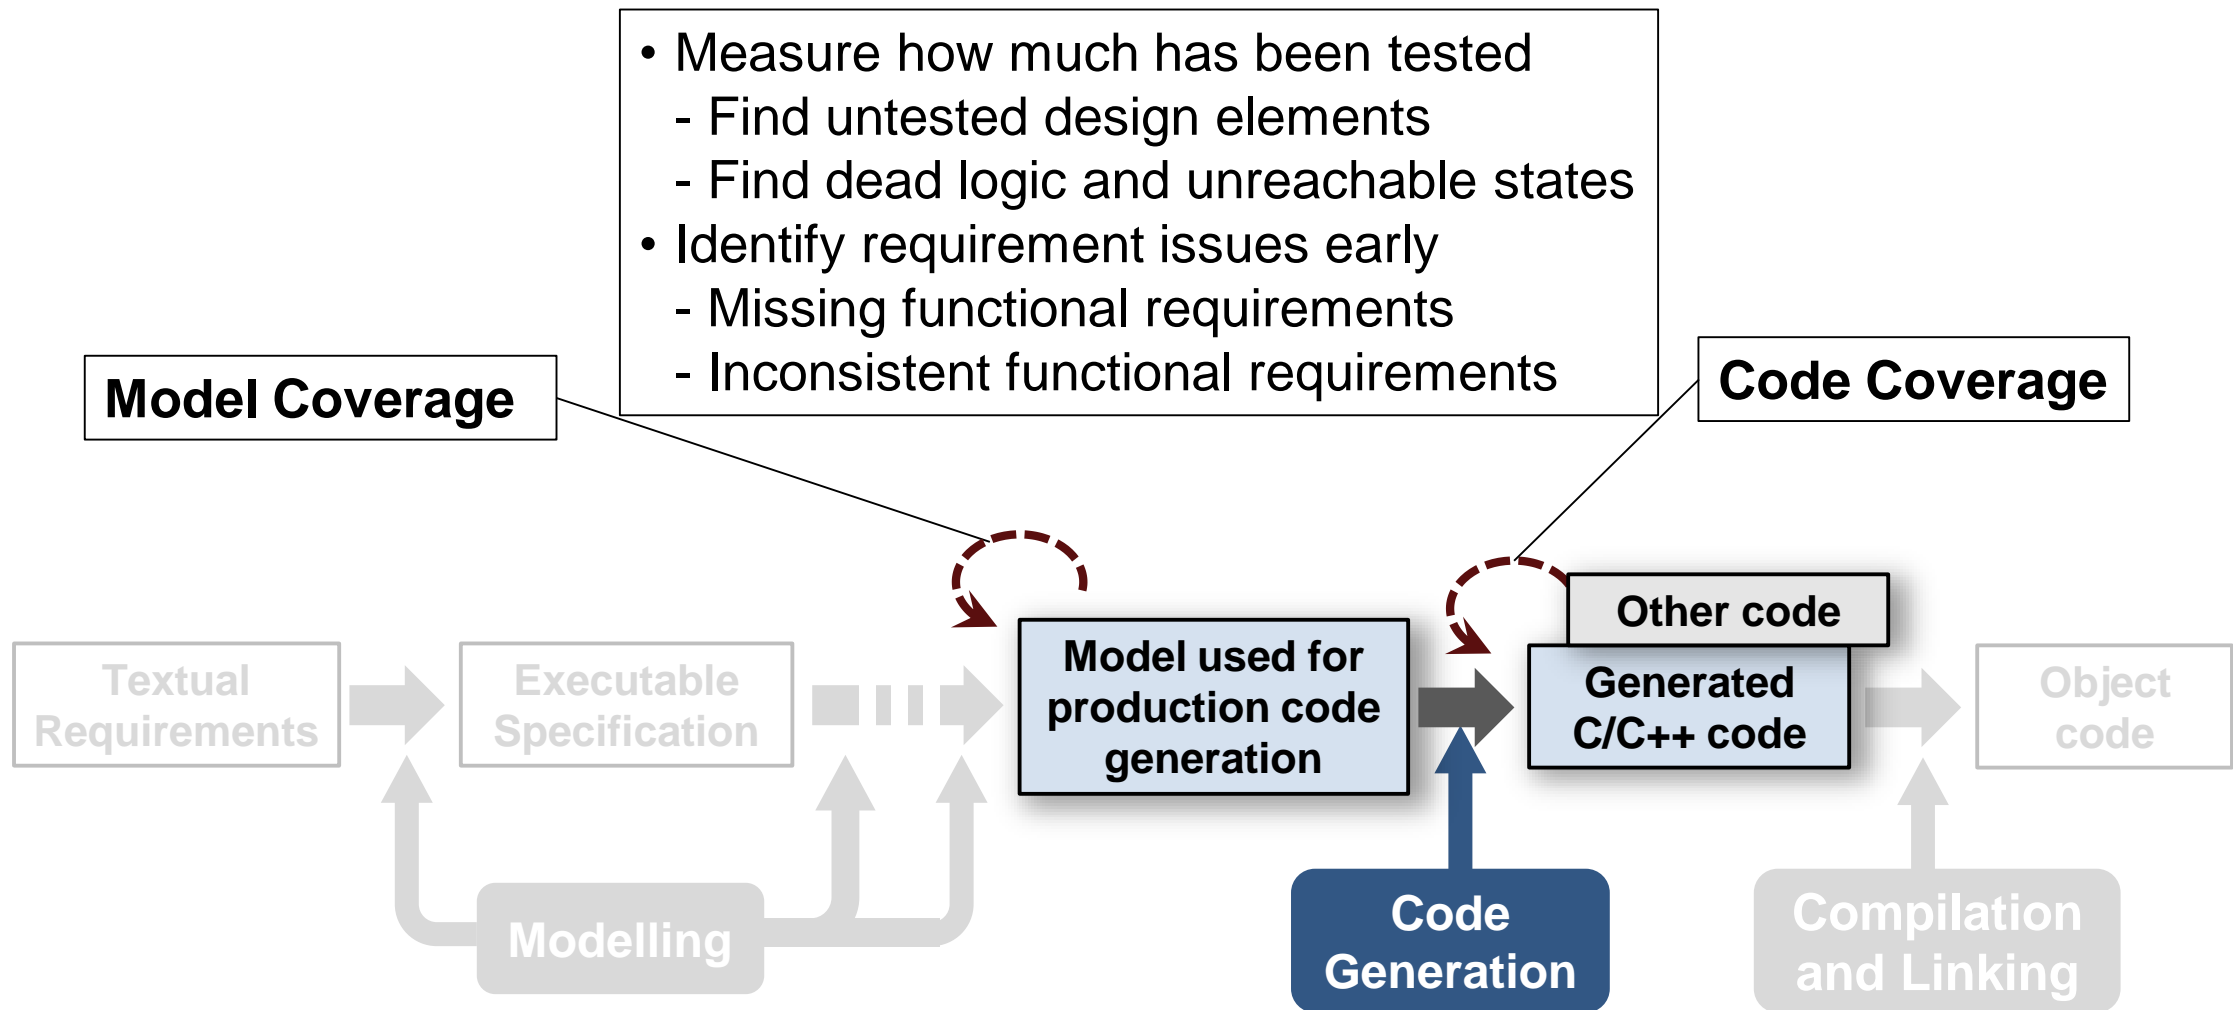 • Measure how much has been tested
- Find untested design elements
- Find dead logic and unreachable states
• Identify requirement issues early
- Missing functional requirements
- Inconsistent functional requirements
Model Coverage
Code Coverage
Textual
Requirements
Executable
Specification
Model used for
production code
generation
Other code
Generated
C/C++ code
Object
code
Modelling
Code
Generation
Compilation
and Linking